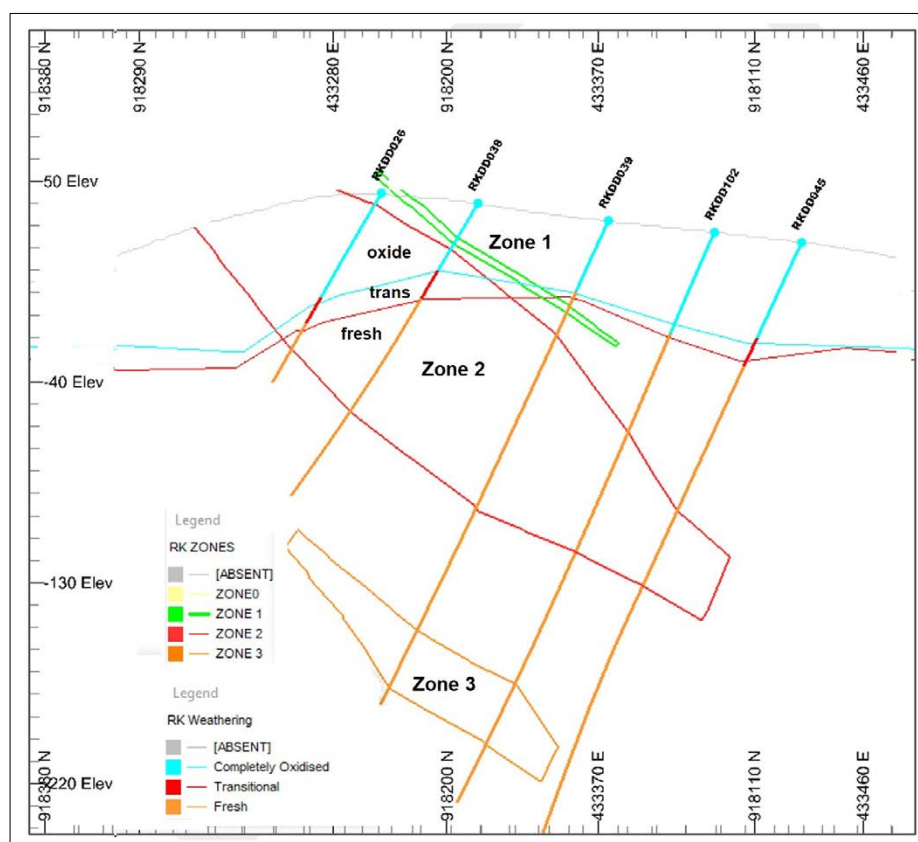 918380 N
918290 N
433280 E
918200 N
433370 E
918110 N
433460 E
50 Elev
RKDD026
RKDD038
RKDD039
RKDD102
RKDD045
Zone 1
oxide
trans
fresh
Zone 2
-40 Elev
Legend
RK ZONES
[ABSENT]
ZONE0
ZONE 1
ZONE 2
ZONE 3
-130 Elev
Zone 3
Legend
RK Weathering
[ABSENT]
Completely Oxidised
Transitional
Fresh
-220 Elev
918380 N
918290 N
918200 N
433370 E
918110 N
433460 E